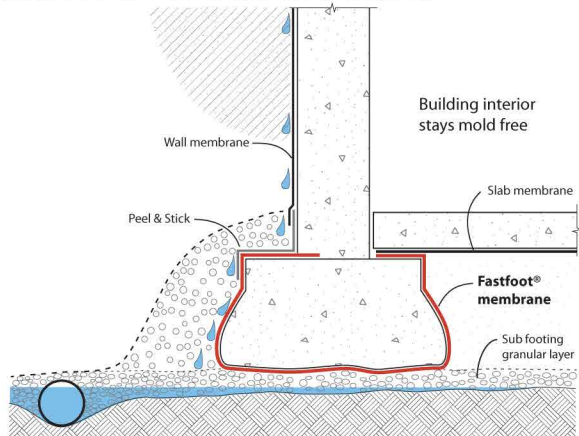 Building interior
stays mold free
Wall membrane
Slab membrane
Peel & Stick
Fastfoot®
membrane
Sub footing
granular layer